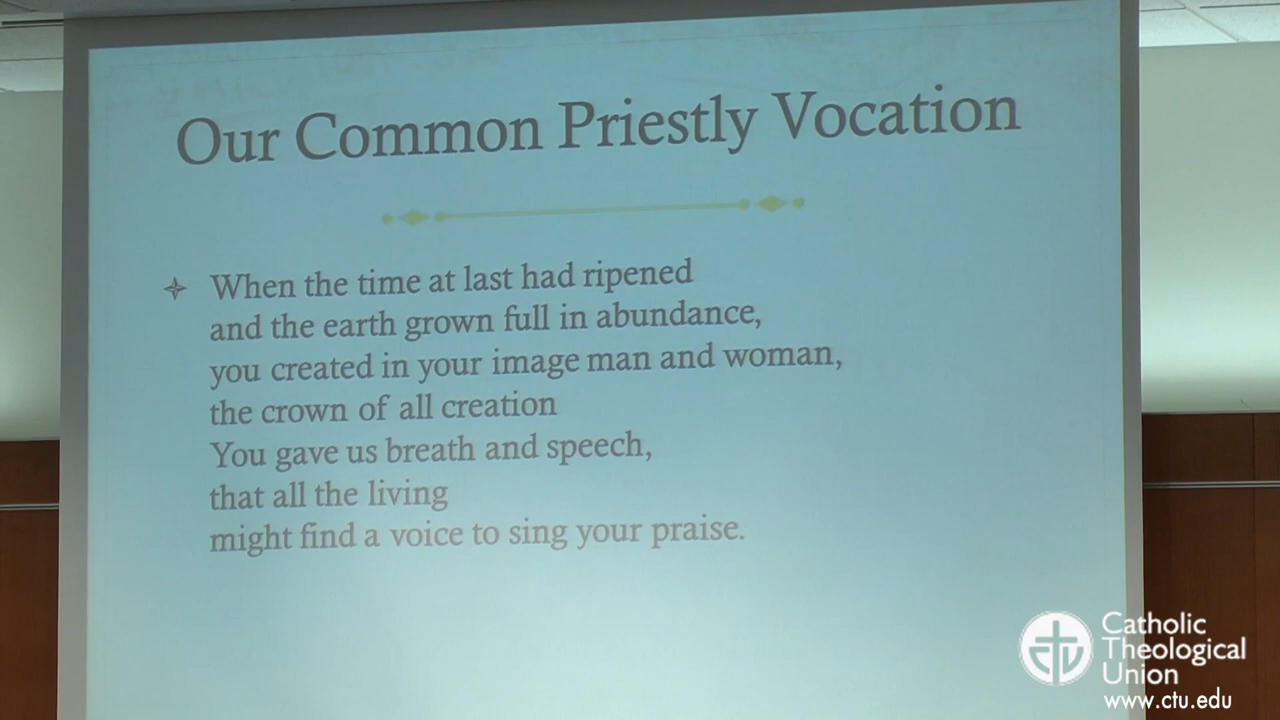 Our Common Priestly Vocation
When the time at last had ripened
and the earth grown full in abundance,
you created in your image man and woman,
the crown of all creation
You gave us breath and speech,
that all the living
might find a voice to sing your praise.
ctu
Catholic
Theological
Union
www.ctu.edu